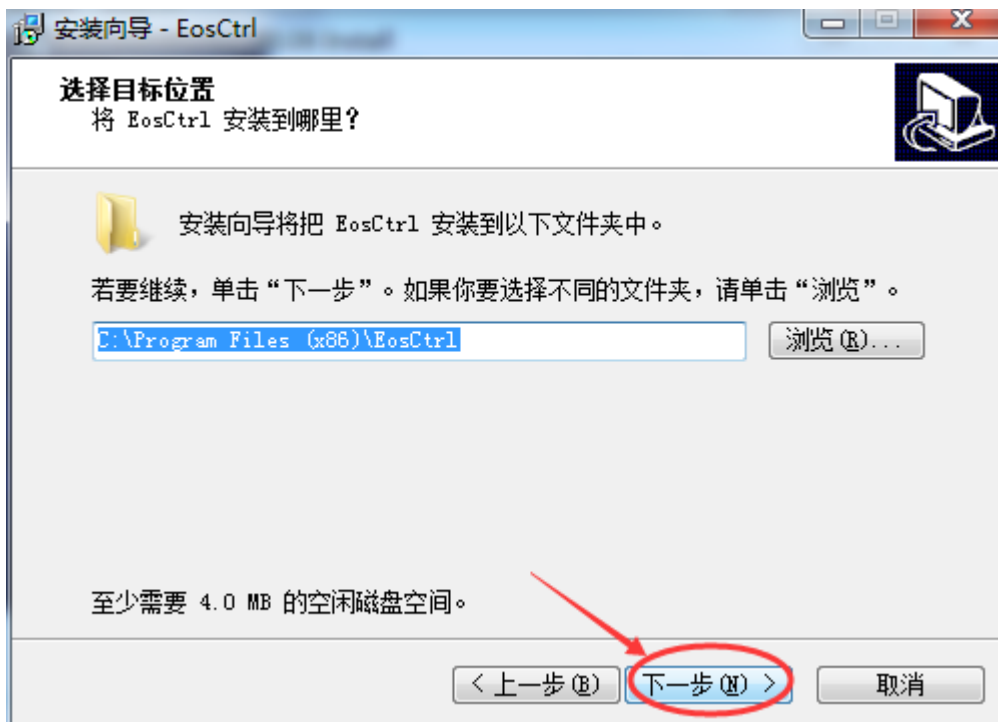 安装向导 - EosCtrl
选择目标位置
将 EosCtrl 安装到哪里?
安装向导将把 EosCtrl 安装到以下文件夹中。
若要继续，单击“下一步”。如果你要选择不同的文件夹，请单击“浏览”。
C:\Program Files (x86)\EosCtrl
浏览(R)...
至少需要 4.0 MB 的空闲磁盘空间。
< 上一步(B)
下一步(N) >
取消